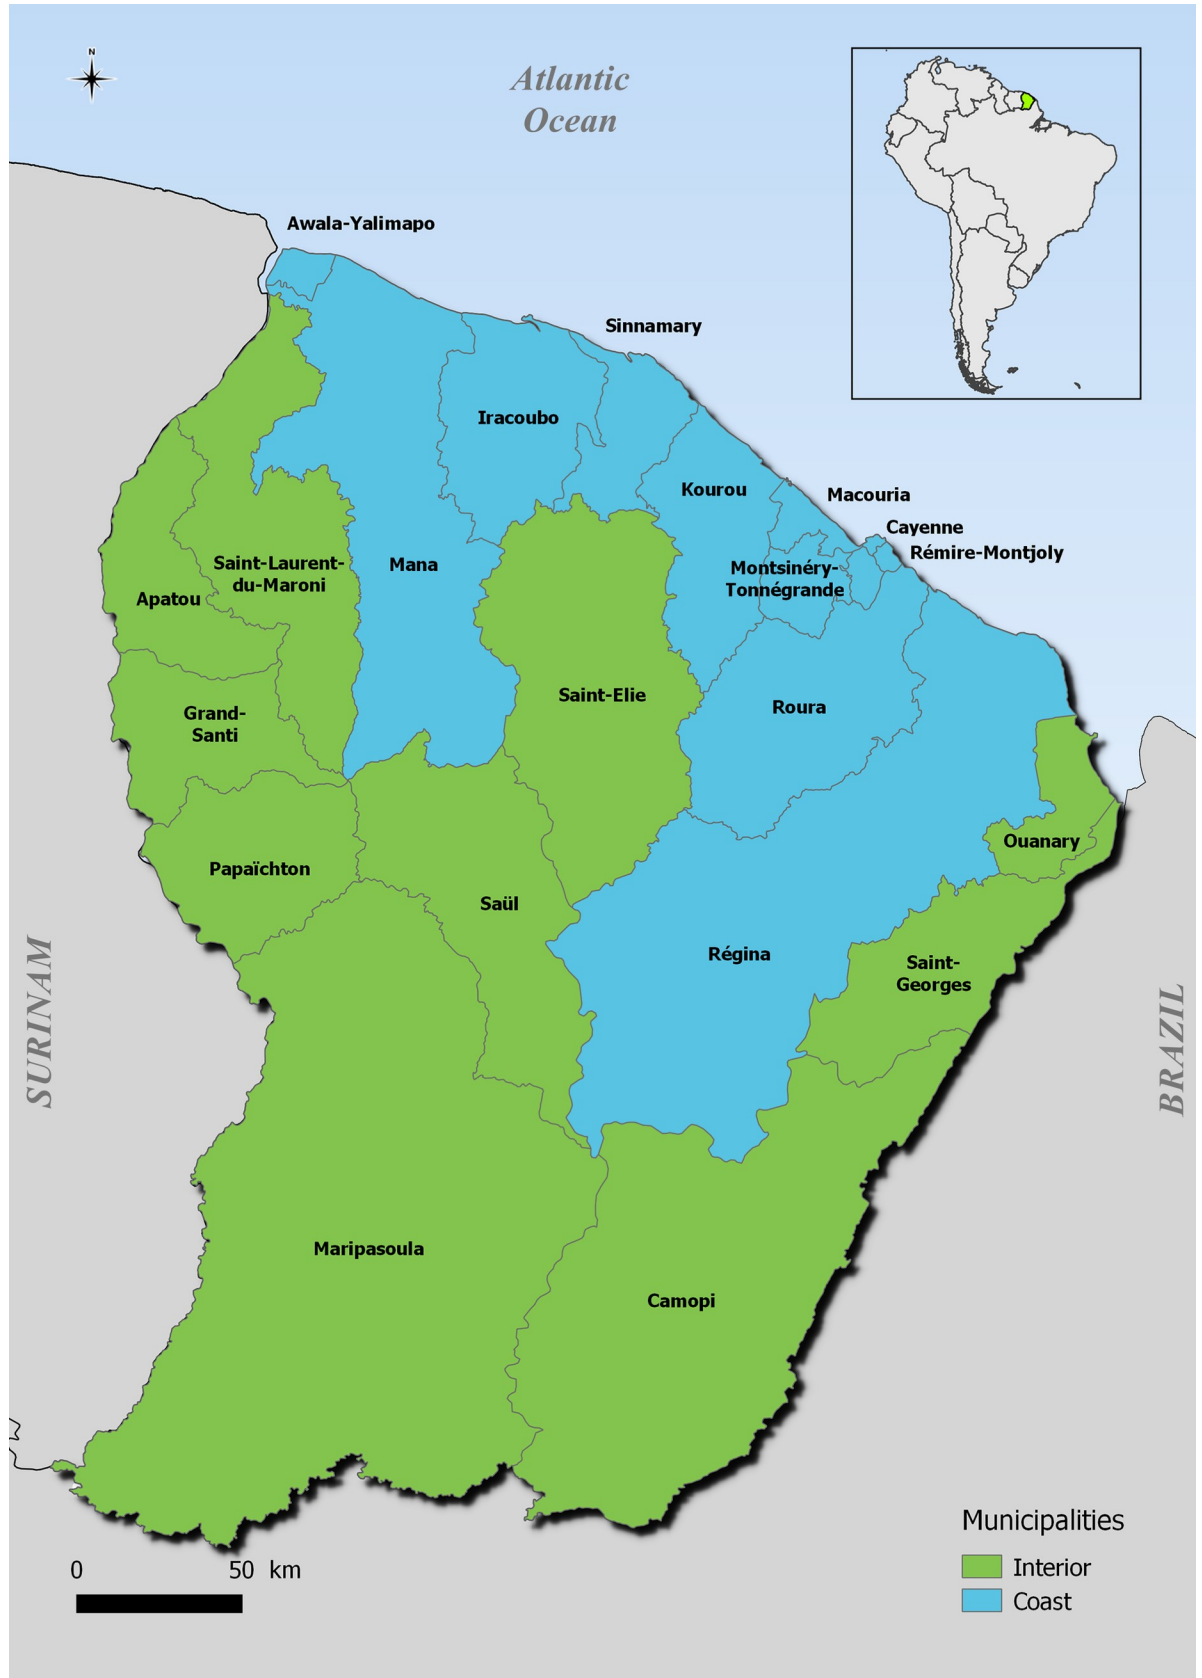 N
Atlantic
Ocean
Awala-Yalimapo
Sinnamary
Iracoubo
Kourou
Macouria
Cayenne
Rémire-Montjoly
Mana
Saint-Laurent-
du-Maroni
Montsinéry-
Tonnégrande
Apatou
Saint-Elie
Roura
Grand-
Santi
Ouanary
Papaïchton
Saül
Régina
Saint-
Georges
SURINAM
BRAZIL
Maripasoula
Camopi
Municipalities
Interior
Coast
0 50 km